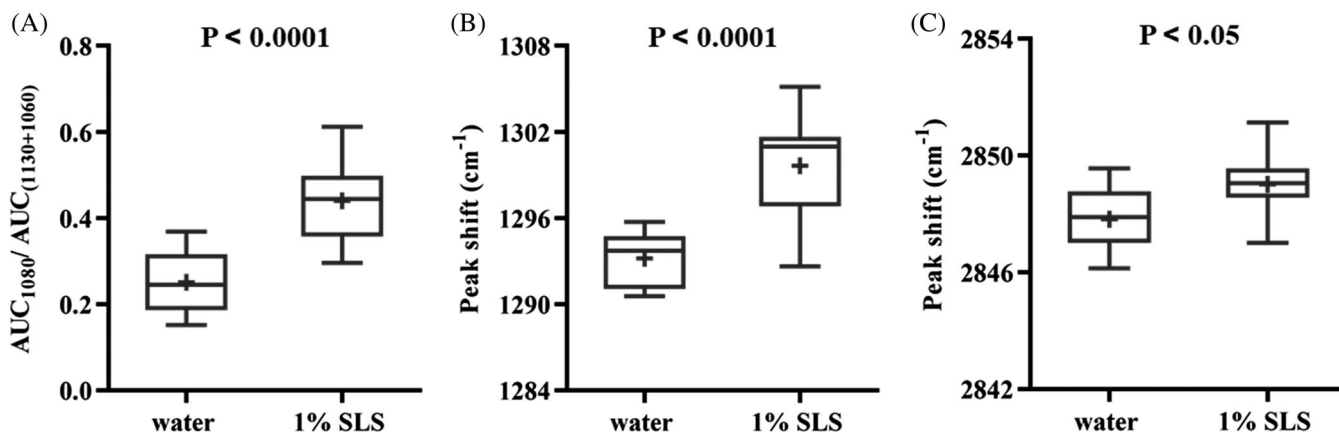 (A)
P < 0.0001
AUC1080/ AUC(1130+1060)
0.8
0.6
0.4
0.2
0.0
water 1% SLS
(B)
P < 0.0001
Peak shift (cm-1)
1308
1302
1296
1290
1284
water 1% SLS
(C)
P < 0.05
Peak shift (cm-1)
2854
2850
2846
2842
water 1% SLS